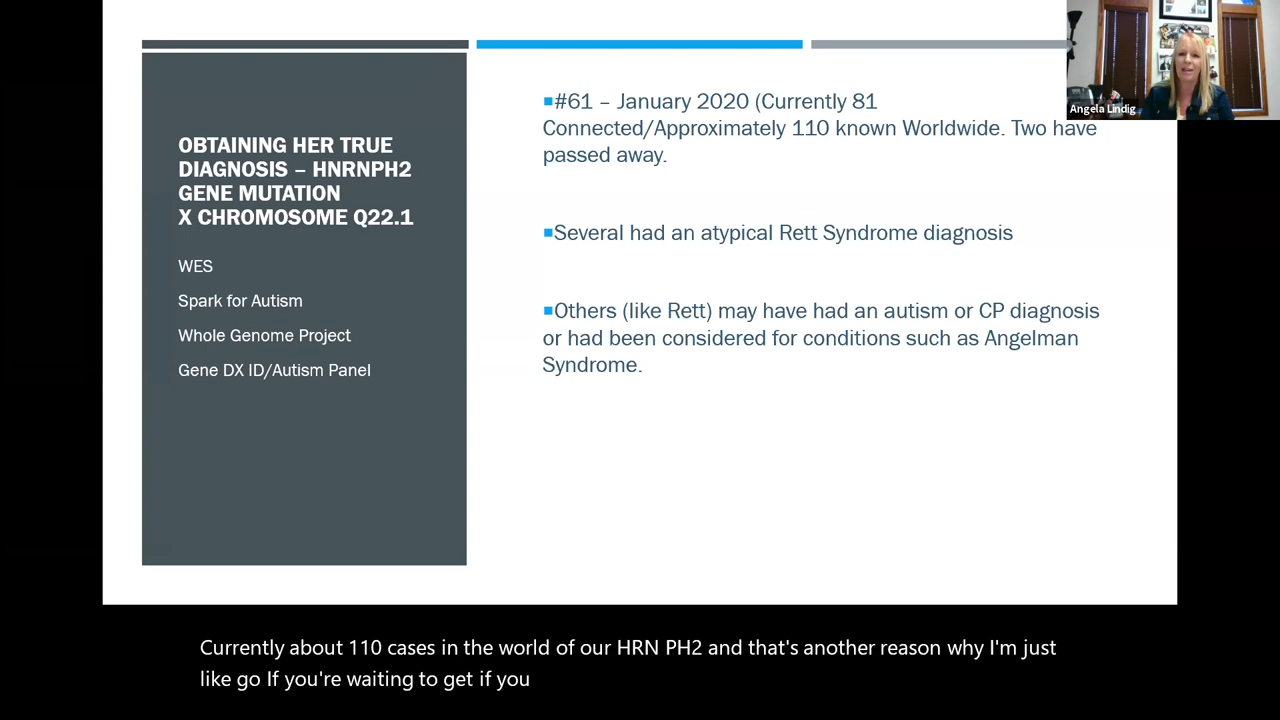 OBTAINING HER TRUE
DIAGNOSIS – HNRNPH2
GENE MUTATION
X CHROMOSOME Q22.1
WES
Spark for Autism
Whole Genome Project
Gene DX ID/Autism Panel
#61 – January 2020 (Currently 81
Connected/Approximately 110 known Worldwide. Two have
passed away.
Several had an atypical Rett Syndrome diagnosis
Others (like Rett) may have had an autism or CP diagnosis
or had been considered for conditions such as Angelman
Syndrome.
Angela Lindig
Currently about 110 cases in the world of our HRN PH2 and that's another reason why I'm just
like go If you're waiting to get if you